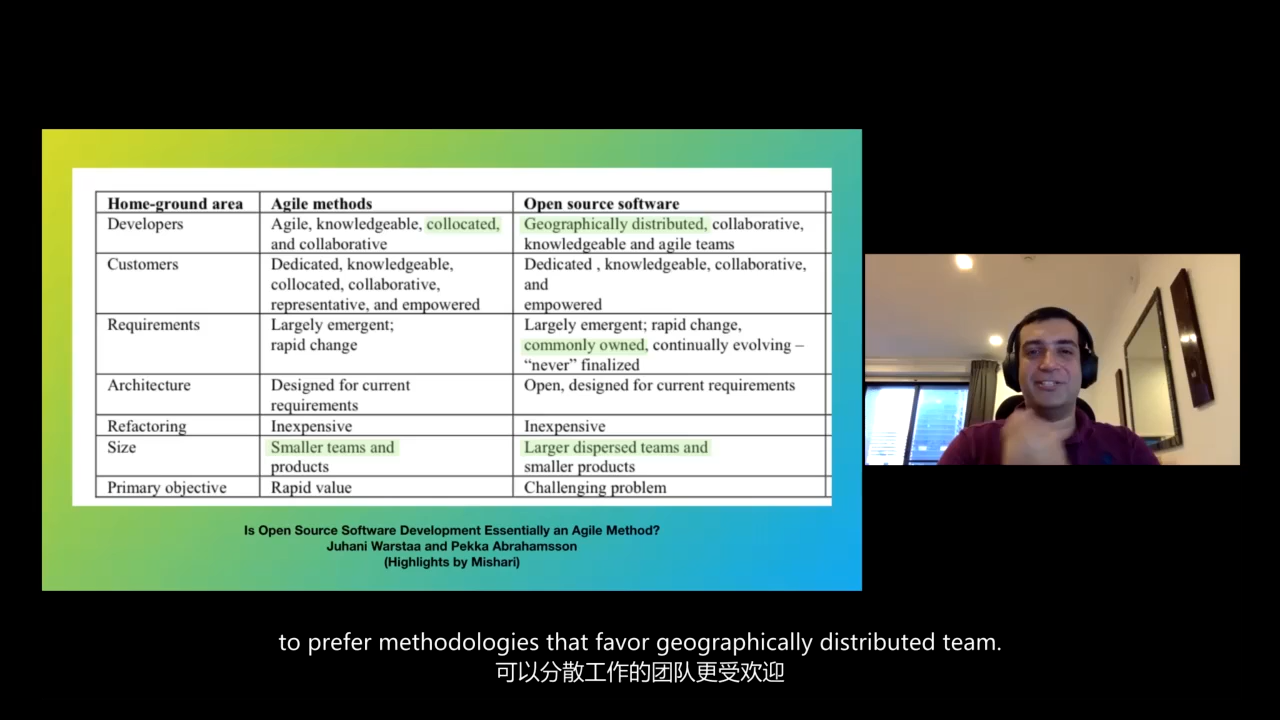 Home-ground area Agile methods Open source software
Developers Agile, knowledgeable, collocated, Geographically distributed, collaborative,
and collaborative knowledgeable and agile teams
Customers Dedicated, knowledgeable, Dedicated , knowledgeable, collaborative,
collocated, collaborative, and
representative, and empowered empowered
Requirements Largely emergent; Largely emergent; rapid change,
rapid change commonly owned, continually evolving –
“never” finalized
Architecture Designed for current Open, designed for current requirements
requirements
Refactoring Inexpensive Inexpensive
Size Smaller teams and Larger dispersed teams and
products smaller products
Primary objective Rapid value Challenging problem
Is Open Source Software Development Essentially an Agile Method?
Juhani Warstaa and Pekka Abrahamsson
(Highlights by Mishari)
to prefer methodologies that favor geographically distributed team.
可以分散工作的团队更受欢迎